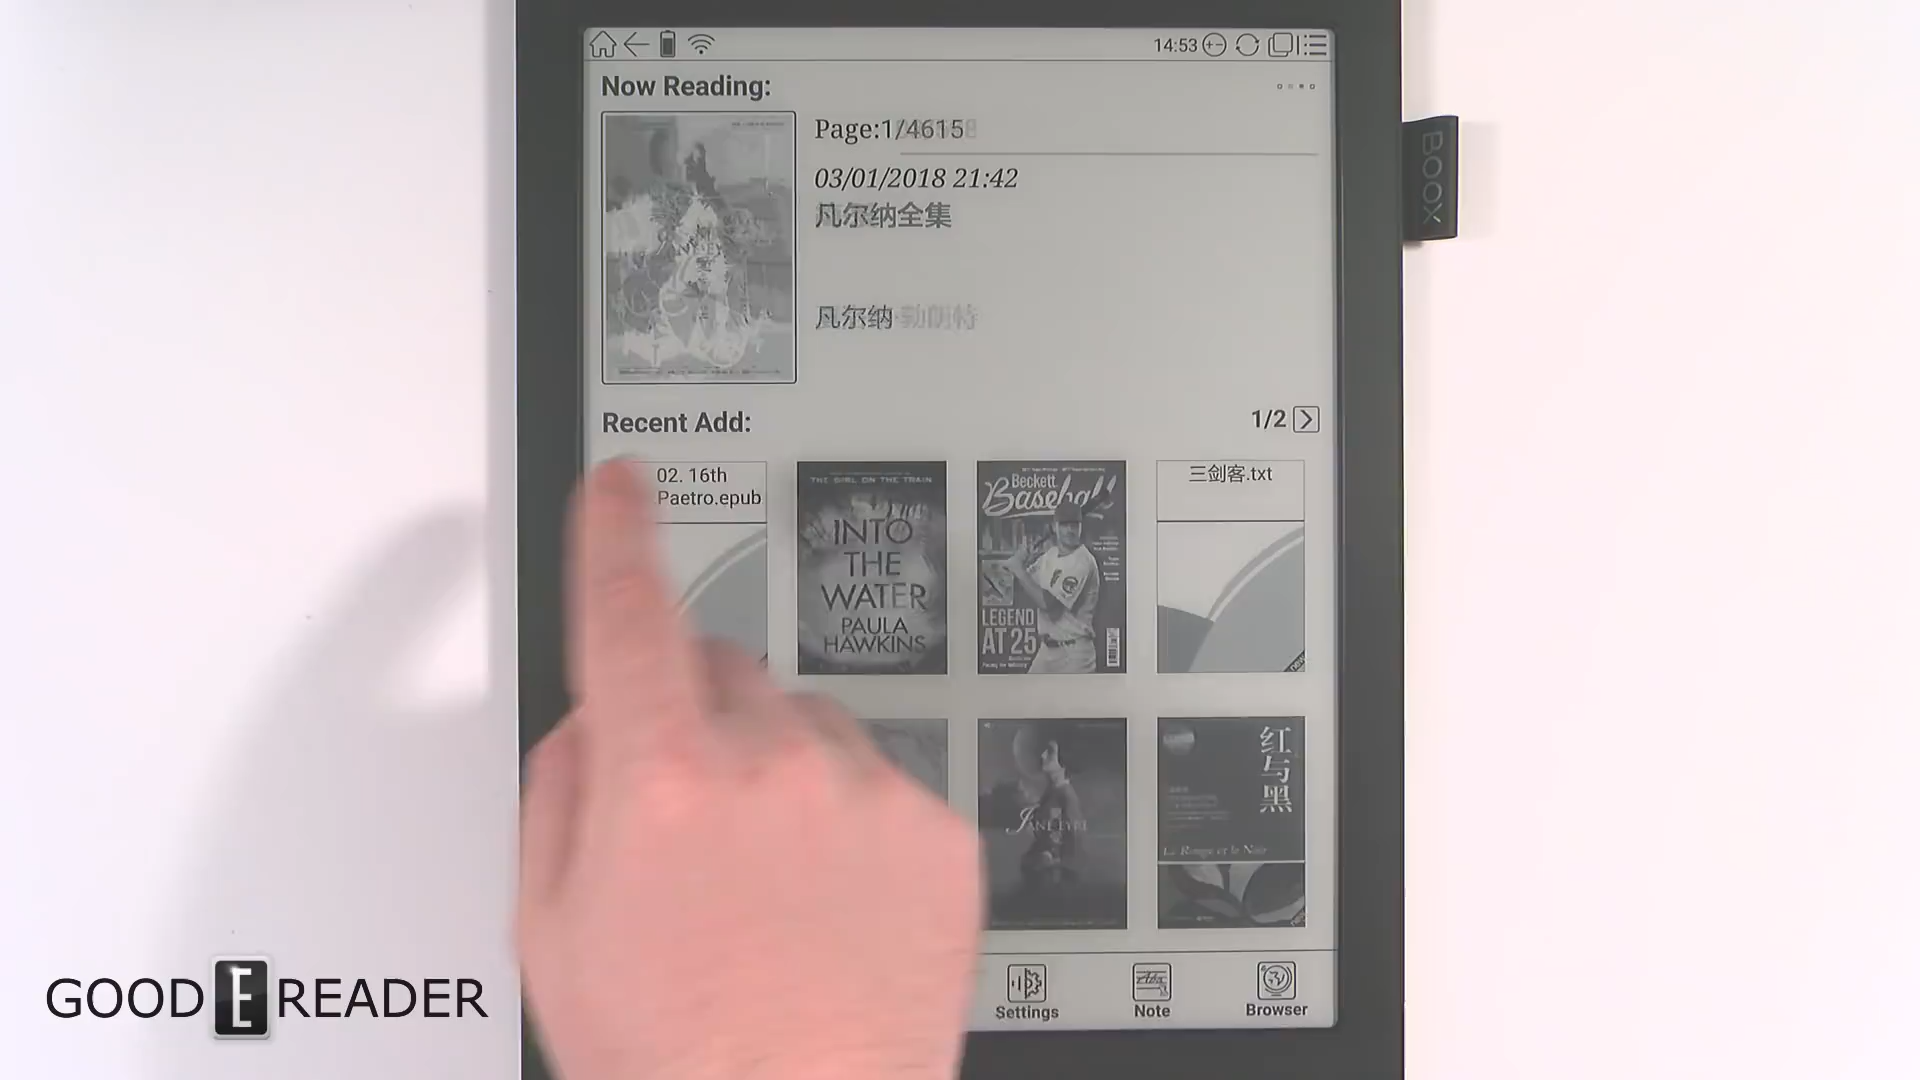 14:53
Now Reading:
Page:1/4615
03/01/2018 21:42
凡尔纳全集
凡尔纳
Recent Add:
1/2
02. 16th
Paetro.epub
THE GIRL ON THE TRAIN
INTO
THE
WATER
PAULA
HAWKINS
Beckett
Baseball
LEGEND
AT 25
三剑客.txt
JANE EYRE
红与黑
Le Rouge et le Noir
Settings
Note
Browser
BOOX
GOOD E READER